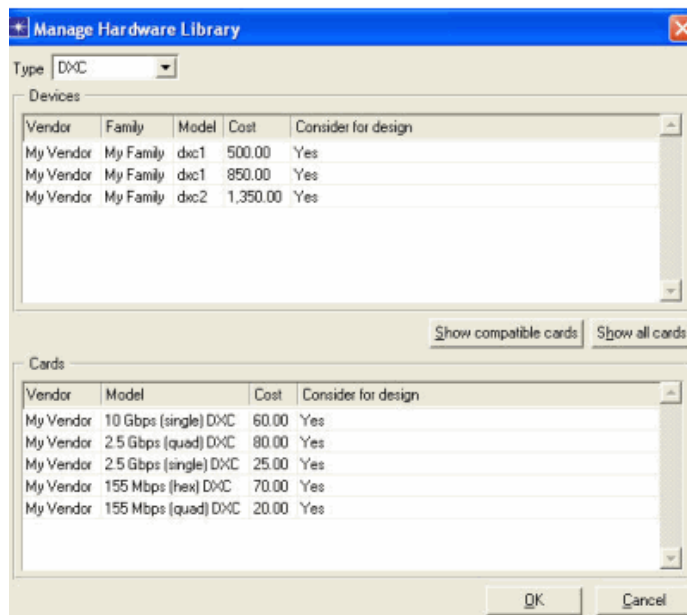 Manage Hardware Library
Type DXC
Devices
Vendor Family Model Cost Consider for design
My Vendor My Family dxc1 500.00 Yes
My Vendor My Family dxc1 850.00 Yes
My Vendor My Family dxc2 1,350.00 Yes
Show compatible cards Show all cards
Cards
Vendor Model Cost Consider for design
My Vendor 10 Gbps (single) DXC 60.00 Yes
My Vendor 2.5 Gbps (quad) DXC 80.00 Yes
My Vendor 2.5 Gbps (single) DXC 25.00 Yes
My Vendor 155 Mbps (hex) DXC 70.00 Yes
My Vendor 155 Mbps (quad) DXC 20.00 Yes
OK Cancel